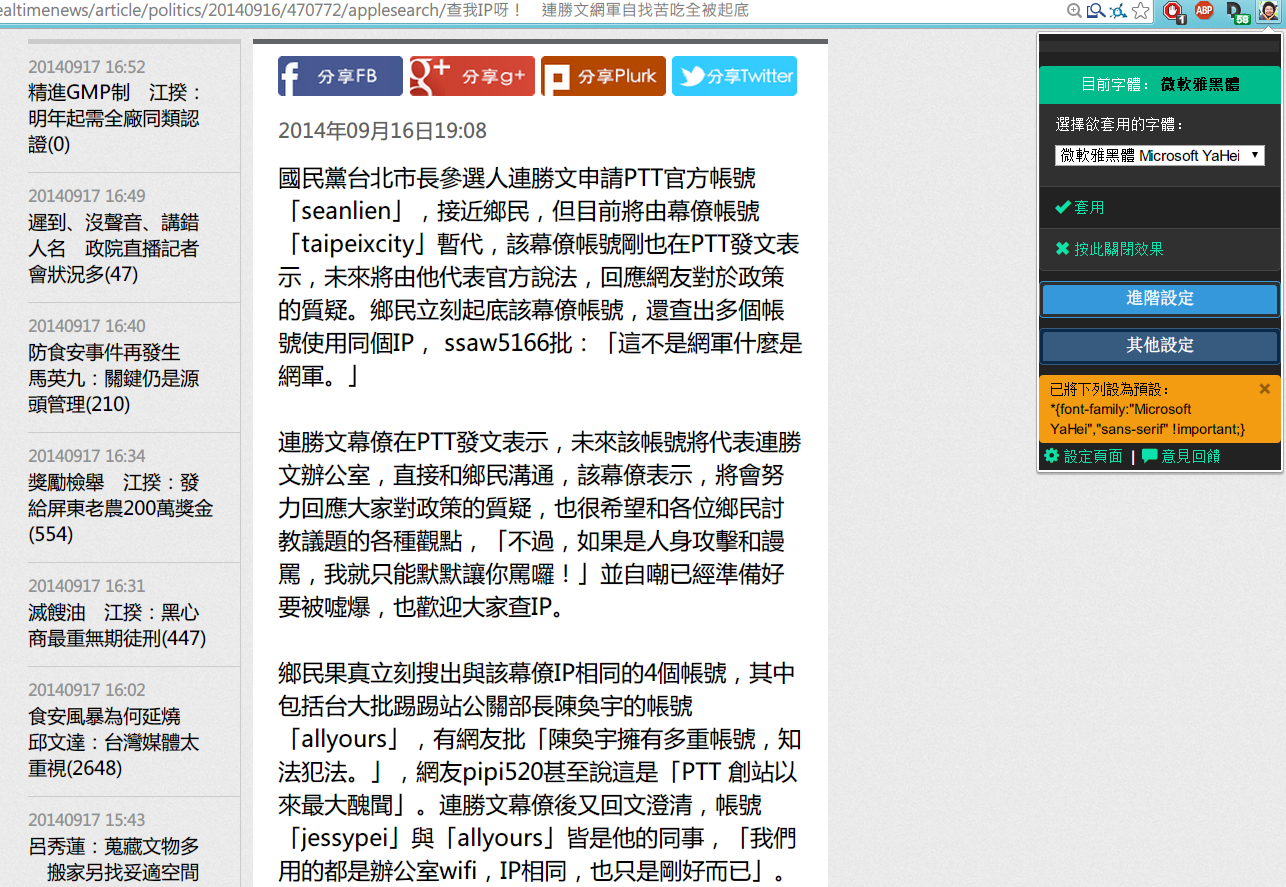 ealtimenews/article/politics/20140916/470772/applesearch/查我IP呀！　連勝文網軍自找苦吃全被起底
1
ABP
58
20140917 16:52
精進GMP制　江揆：
明年起需全廠同類認
證(0)
20140917 16:49
遲到、沒聲音、講錯
人名　政院直播記者
會狀況多(47)
20140917 16:40
防食安事件再發生
馬英九：關鍵仍是源
頭管理(210)
20140917 16:34
獎勵檢舉　江揆：發
給屏東老農200萬獎金
(554)
20140917 16:31
滅餿油　江揆：黑心
商最重無期徒刑(447)
20140917 16:02
食安風暴為何延燒
邱文達：台灣媒體太
重視(2648)
20140917 15:43
呂秀蓮：蒐藏文物多
　搬家另找妥適空間
分享FB
分享g+
分享Plurk
分享Twitter
2014年09月16日19:08
國民黨台北市長參選人連勝文申請PTT官方帳號
「seanlien」，接近鄉民，但目前將由幕僚帳號
「taipeixcity」暫代，該幕僚帳號剛也在PTT發文表
示，未來將由他代表官方說法，回應網友對於政策
的質疑。鄉民立刻起底該幕僚帳號，還查出多個帳
號使用同個IP， ssaw5166批：「這不是網軍什麼是
網軍。」
連勝文幕僚在PTT發文表示，未來該帳號將代表連勝
文辦公室，直接和鄉民溝通，該幕僚表示，將會努
力回應大家對政策的質疑，也很希望和各位鄉民討
教議題的各種觀點，「不過，如果是人身攻擊和謾
罵，我就只能默默讓你罵囉！」並自嘲已經準備好
要被噓爆，也歡迎大家查IP。
鄉民果真立刻搜出與該幕僚IP相同的4個帳號，其中
包括台大批踢踢站公關部長陳奐宇的帳號
「allyours」，有網友批「陳奐宇擁有多重帳號，知
法犯法。」，網友pipi520甚至說這是「PTT 創站以
來最大醜聞」。連勝文幕僚後又回文澄清，帳號
「jessypei」與「allyours」皆是他的同事，「我們
用的都是辦公室wifi，IP相同，也只是剛好而已」。
目前字體： 微軟雅黑體
選擇欲套用的字體：
微軟雅黑體 Microsoft YaHei
套用
按此關閉效果
進階設定
其他設定
已將下列設為預設：
*{font-family:"Microsoft
YaHei","sans-serif" !important;}
設定頁面 | 意見回饋